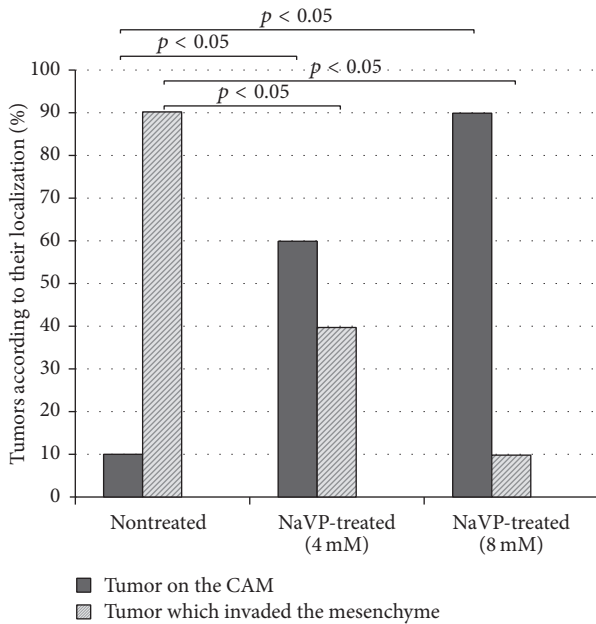 p < 0.05
p < 0.05
p < 0.05
p < 0.05
Tumors according to their localization (%)
100
90
80
70
60
50
40
30
20
10
0
Nontreated
NaVP-treated
(4 mM)
NaVP-treated
(8 mM)
Tumor on the CAM
Tumor which invaded the mesenchyme